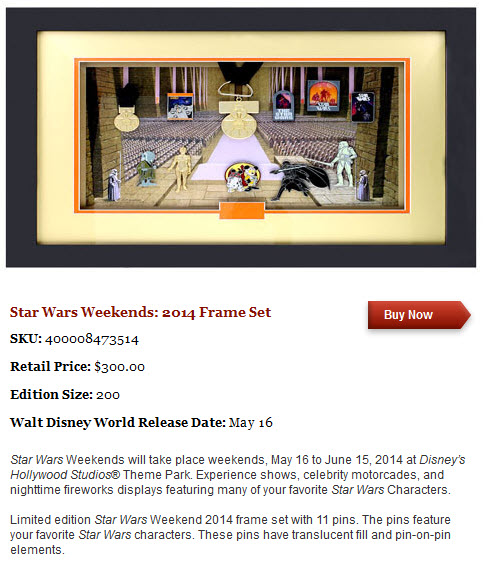 Star Wars Weekends: 2014 Frame Set
Buy Now
SKU: 400008473514
Retail Price: $300.00
Edition Size: 200
Walt Disney World Release Date: May 16
Star Wars Weekends will take place weekends, May 16 to June 15, 2014 at Disney's
Hollywood Studios® Theme Park. Experience shows, celebrity motorcades, and
nighttime fireworks displays featuring many of your favorite Star Wars Characters.
Limited edition Star Wars Weekend 2014 frame set with 11 pins. The pins feature
your favorite Star Wars characters. These pins have translucent fill and pin-on-pin
elements.